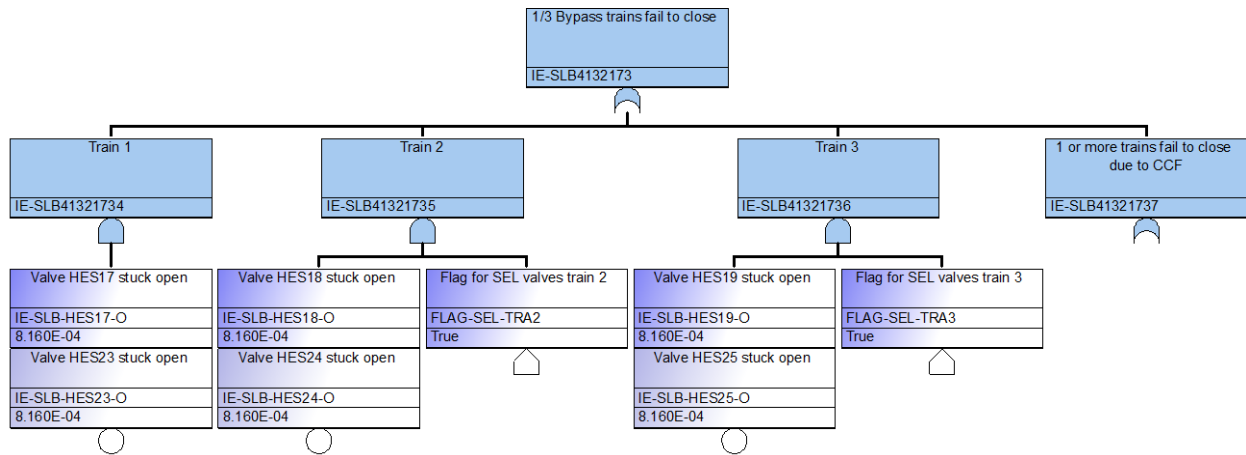 1/3 Bypass trains fail to close
IE-SLB4132173
Train 1
IE-SLB41321734
Train 2
IE-SLB41321735
Train 3
IE-SLB41321736
1 or more trains fail to close
due to CCF
IE-SLB41321737
Valve HES17 stuck open
IE-SLB-HES17-O
8.160E-04
Valve HES23 stuck open
IE-SLB-HES23-O
8.160E-04
Valve HES18 stuck open
IE-SLB-HES18-O
8.160E-04
Valve HES24 stuck open
IE-SLB-HES24-O
8.160E-04
Flag for SEL valves train 2
FLAG-SEL-TRA2
True
Valve HES19 stuck open
IE-SLB-HES19-O
8.160E-04
Valve HES25 stuck open
IE-SLB-HES25-O
8.160E-04
Flag for SEL valves train 3
FLAG-SEL-TRA3
True